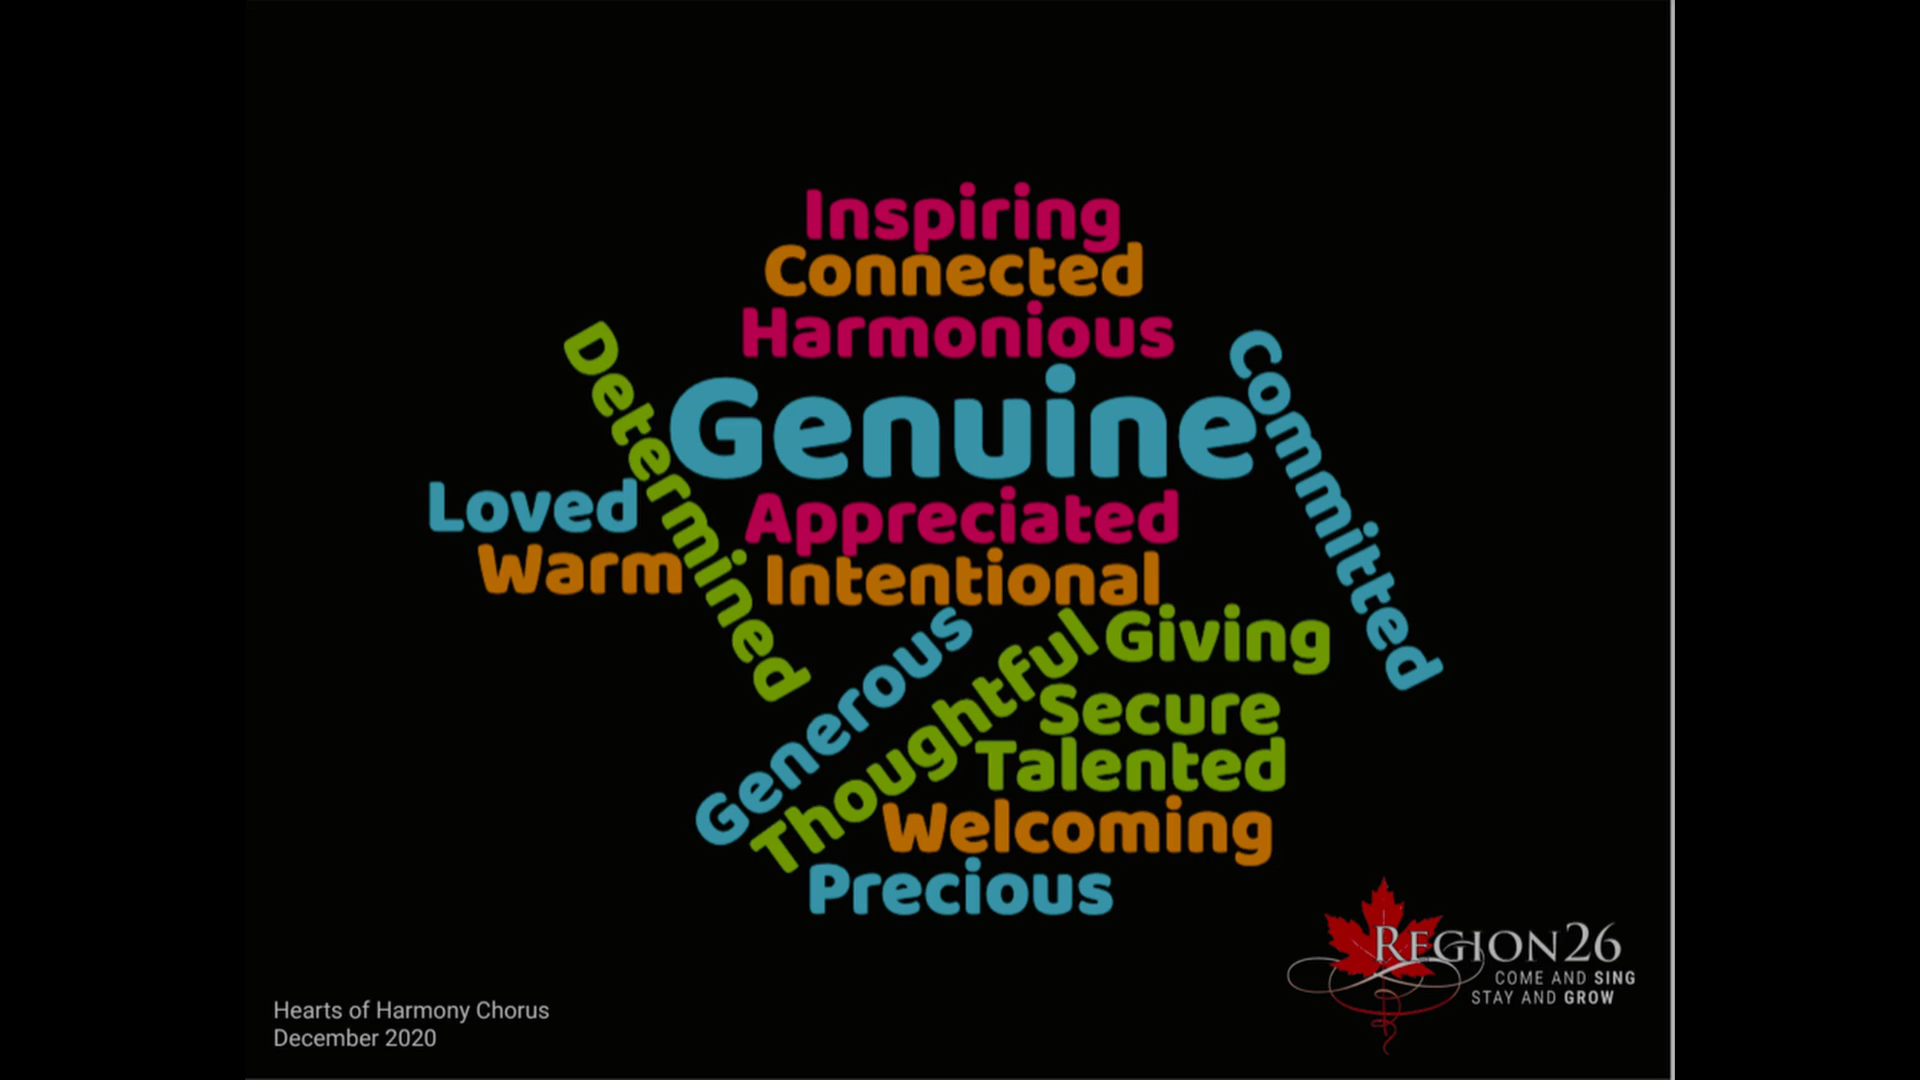 Inspiring
Connected
Harmonious
Determined
Committed
Genuine
Loved
Appreciated
Warm
Intentional
Generous
Thoughtful
Giving
Secure
Talented
Welcoming
Precious
REGION26
COME AND SING
STAY AND GROW
Hearts of Harmony Chorus
December 2020